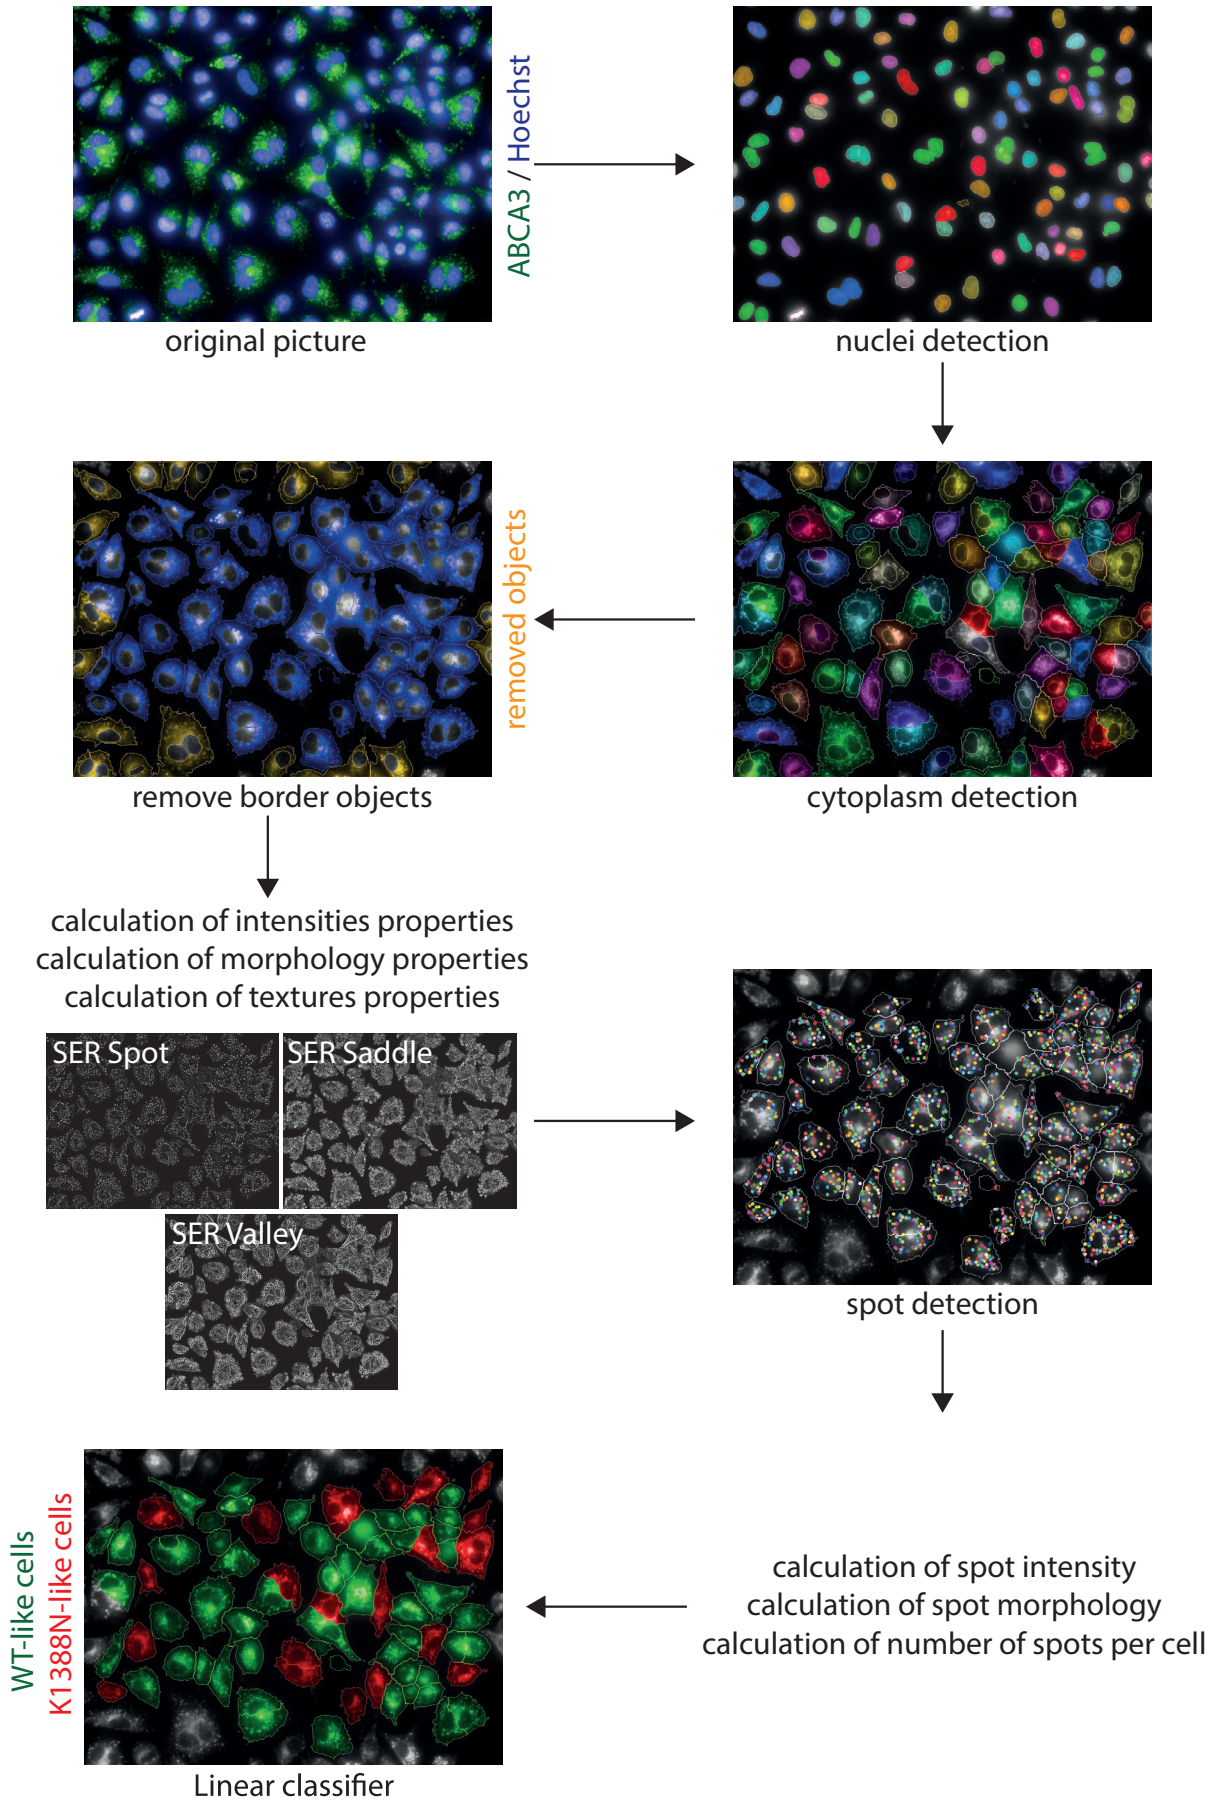 ABCA3 / Hoechst
original picture
nuclei detection
removed objects
remove border objects
cytoplasm detection
calculation of intensities properties
calculation of morphology properties
calculation of textures properties
SER Spot
SER Saddle
SER Valley
spot detection
calculation of spot intensity
calculation of spot morphology
calculation of number of spots per cell
WT-like cells
K1388N-like cells
Linear classifier